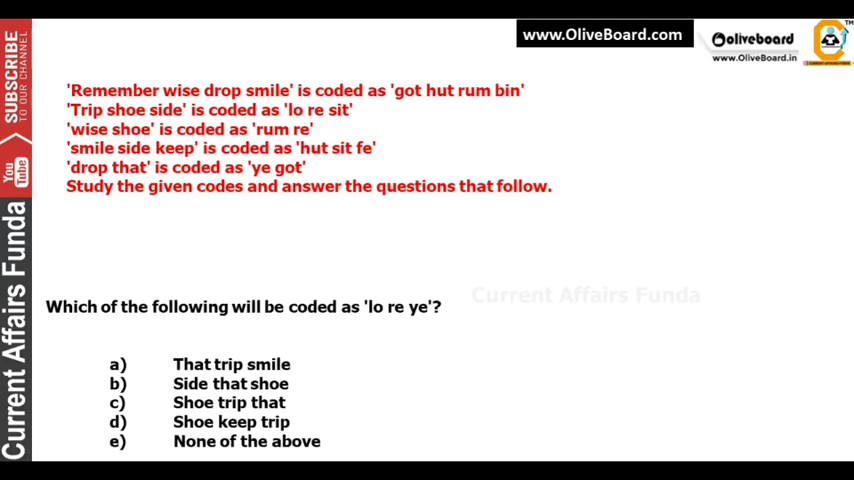 SUBSCRIBE
TO OUR CHANNEL
You
Tube
Current Affairs Funda
www.OliveBoard.com
oliveboard
www.OliveBoard.in
TM
'Remember wise drop smile' is coded as 'got hut rum bin'
'Trip shoe side' is coded as 'lo re sit'
'wise shoe' is coded as 'rum re'
'smile side keep' is coded as 'hut sit fe'
'drop that' is coded as 'ye got'
Study the given codes and answer the questions that follow.
Current Affairs Funda
Which of the following will be coded as 'lo re ye'?
a) That trip smile
b) Side that shoe
c) Shoe trip that
d) Shoe keep trip
e) None of the above